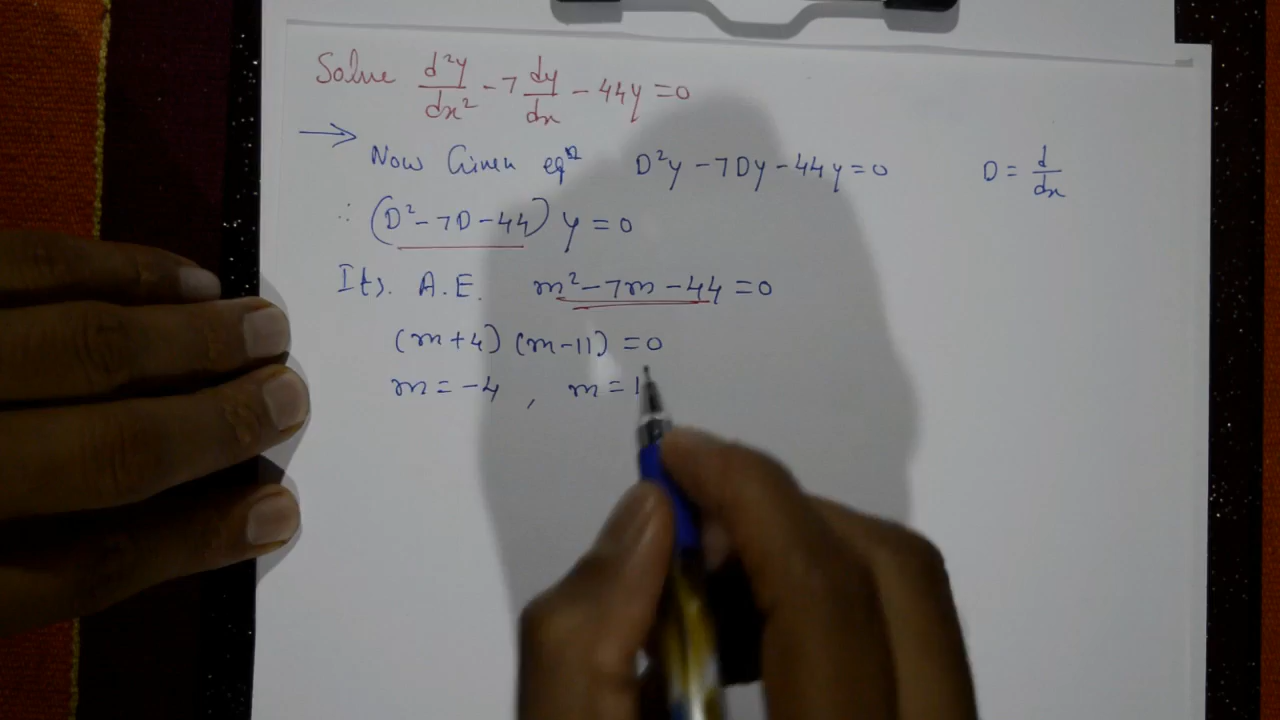 Solve d²y/dx² - 7 dy/dx - 44y = 0
→ Now Given eqⁿ D²y - 7Dy - 44y = 0 D = d/dx
∴ (D² - 7D - 44) y = 0
Its. A.E. m² - 7m - 44 = 0
(m + 4) (m - 11) = 0
m = -4 , m = 1